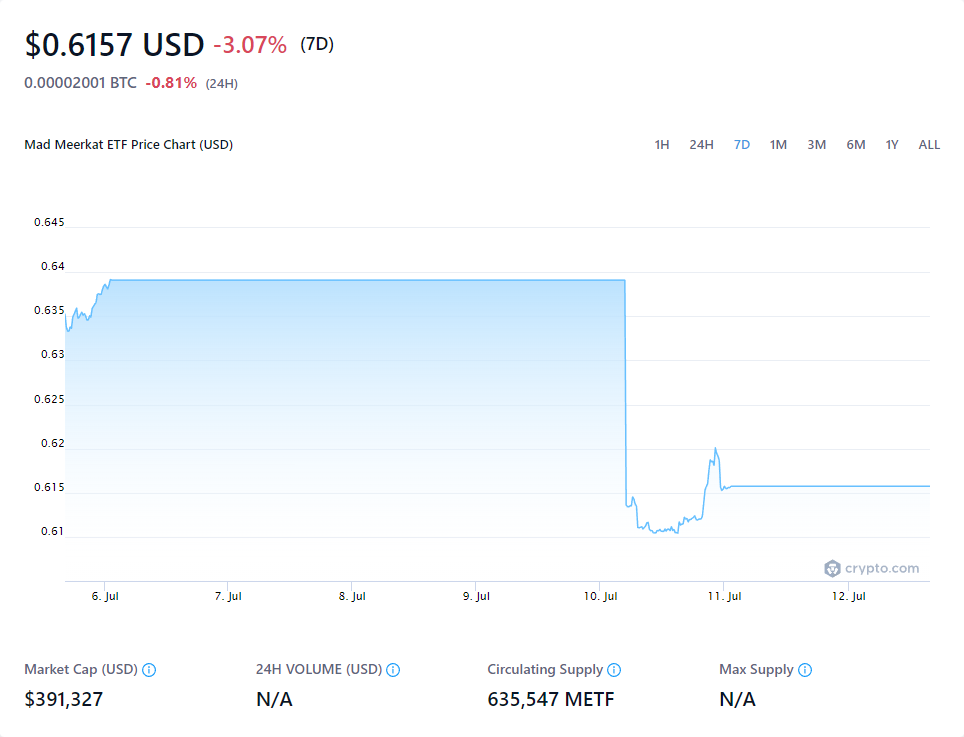 $0.6157 USD -3.07% (7D)
0.00002001 BTC -0.81% (24H)
Mad Meerkat ETF Price Chart (USD) 1H 24H 7D 1M 3M 6M 1Y ALL
0.645
0.64
0.635
0.63
0.625
0.62
0.615
0.61
crypto.com
6. Jul 7. Jul 8. Jul 9. Jul 10. Jul 11. Jul 12. Jul
Market Cap (USD) 24H VOLUME (USD) Circulating Supply Max Supply
$391,327 N/A 635,547 METF N/A